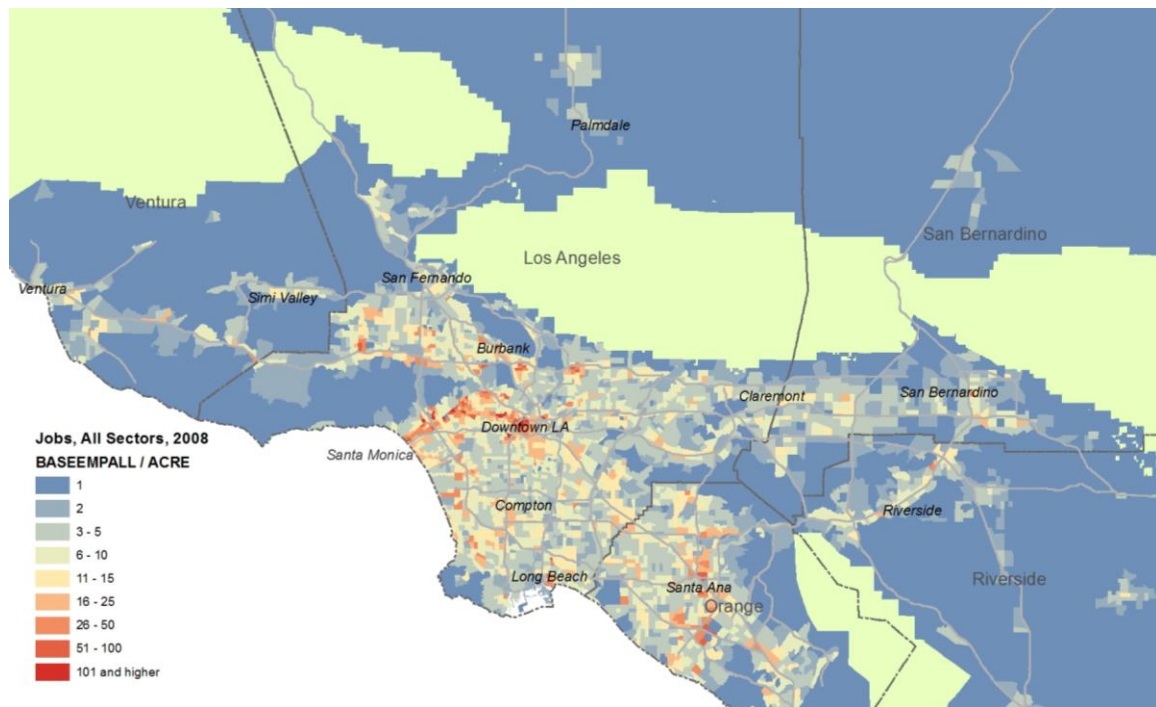 Palmdale
Ventura
San Bernardino
Los Angeles
San Fernando
Ventura
Simi Valley
Burbank
Claremont
San Bernardino
Downtown LA
Jobs, All Sectors, 2008
Santa Monica
BASEEMPALL / ACRE
1
2
Compton
Riverside
3 - 5
6 - 10
11 - 15
Long Beach
Santa Ana
Riverside
16 - 25
Orange
26 - 50
51 - 100
101 and higher